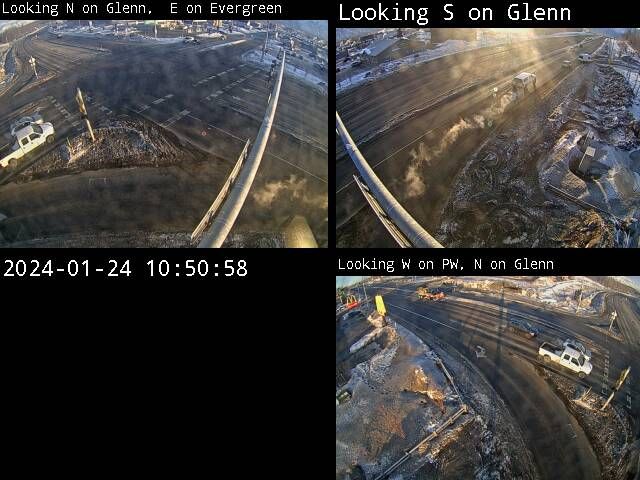 Looking N on Glenn,  E on Evergreen
Looking S on Glenn
2024-01-24 10:50:58
Looking W on PW, N on Glenn